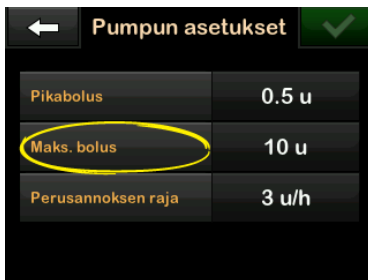 Pumpun asetukset
Pikabolus 0.5 u
Maks. bolus 10 u
Perusannoksen raja 3 u/h